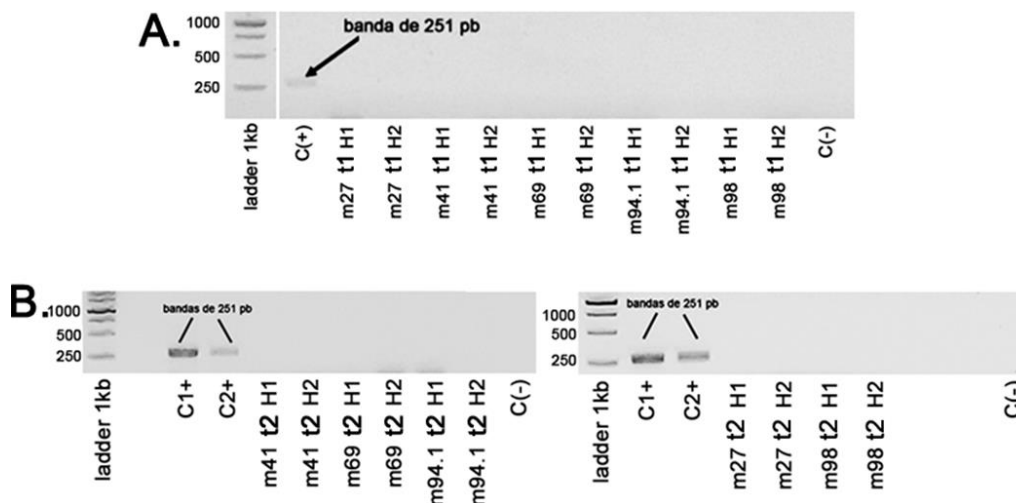 A.
1000
500
250
banda de 251 pb
ladder 1kb
C(+)
m27 t1 H1
m27 t1 H2
m41 t1 H1
m41 t1 H2
m69 t1 H1
m69 t1 H2
m94.1 t1 H1
m94.1 t1 H2
m98 t1 H1
m98 t1 H2
C(-)
B.
1000
500
250
bandas de 251 pb
ladder 1kb
C1+
C2+
m41 t2 H1
m41 t2 H2
m69 t2 H1
m69 t2 H2
m94.1 t2 H1
m94.1 t2 H2
C(-)
1000
500
250
bandas de 251 pb
ladder 1kb
C1+
C2+
m27 t2 H1
m27 t2 H2
m98 t2 H1
m98 t2 H2
C(-)